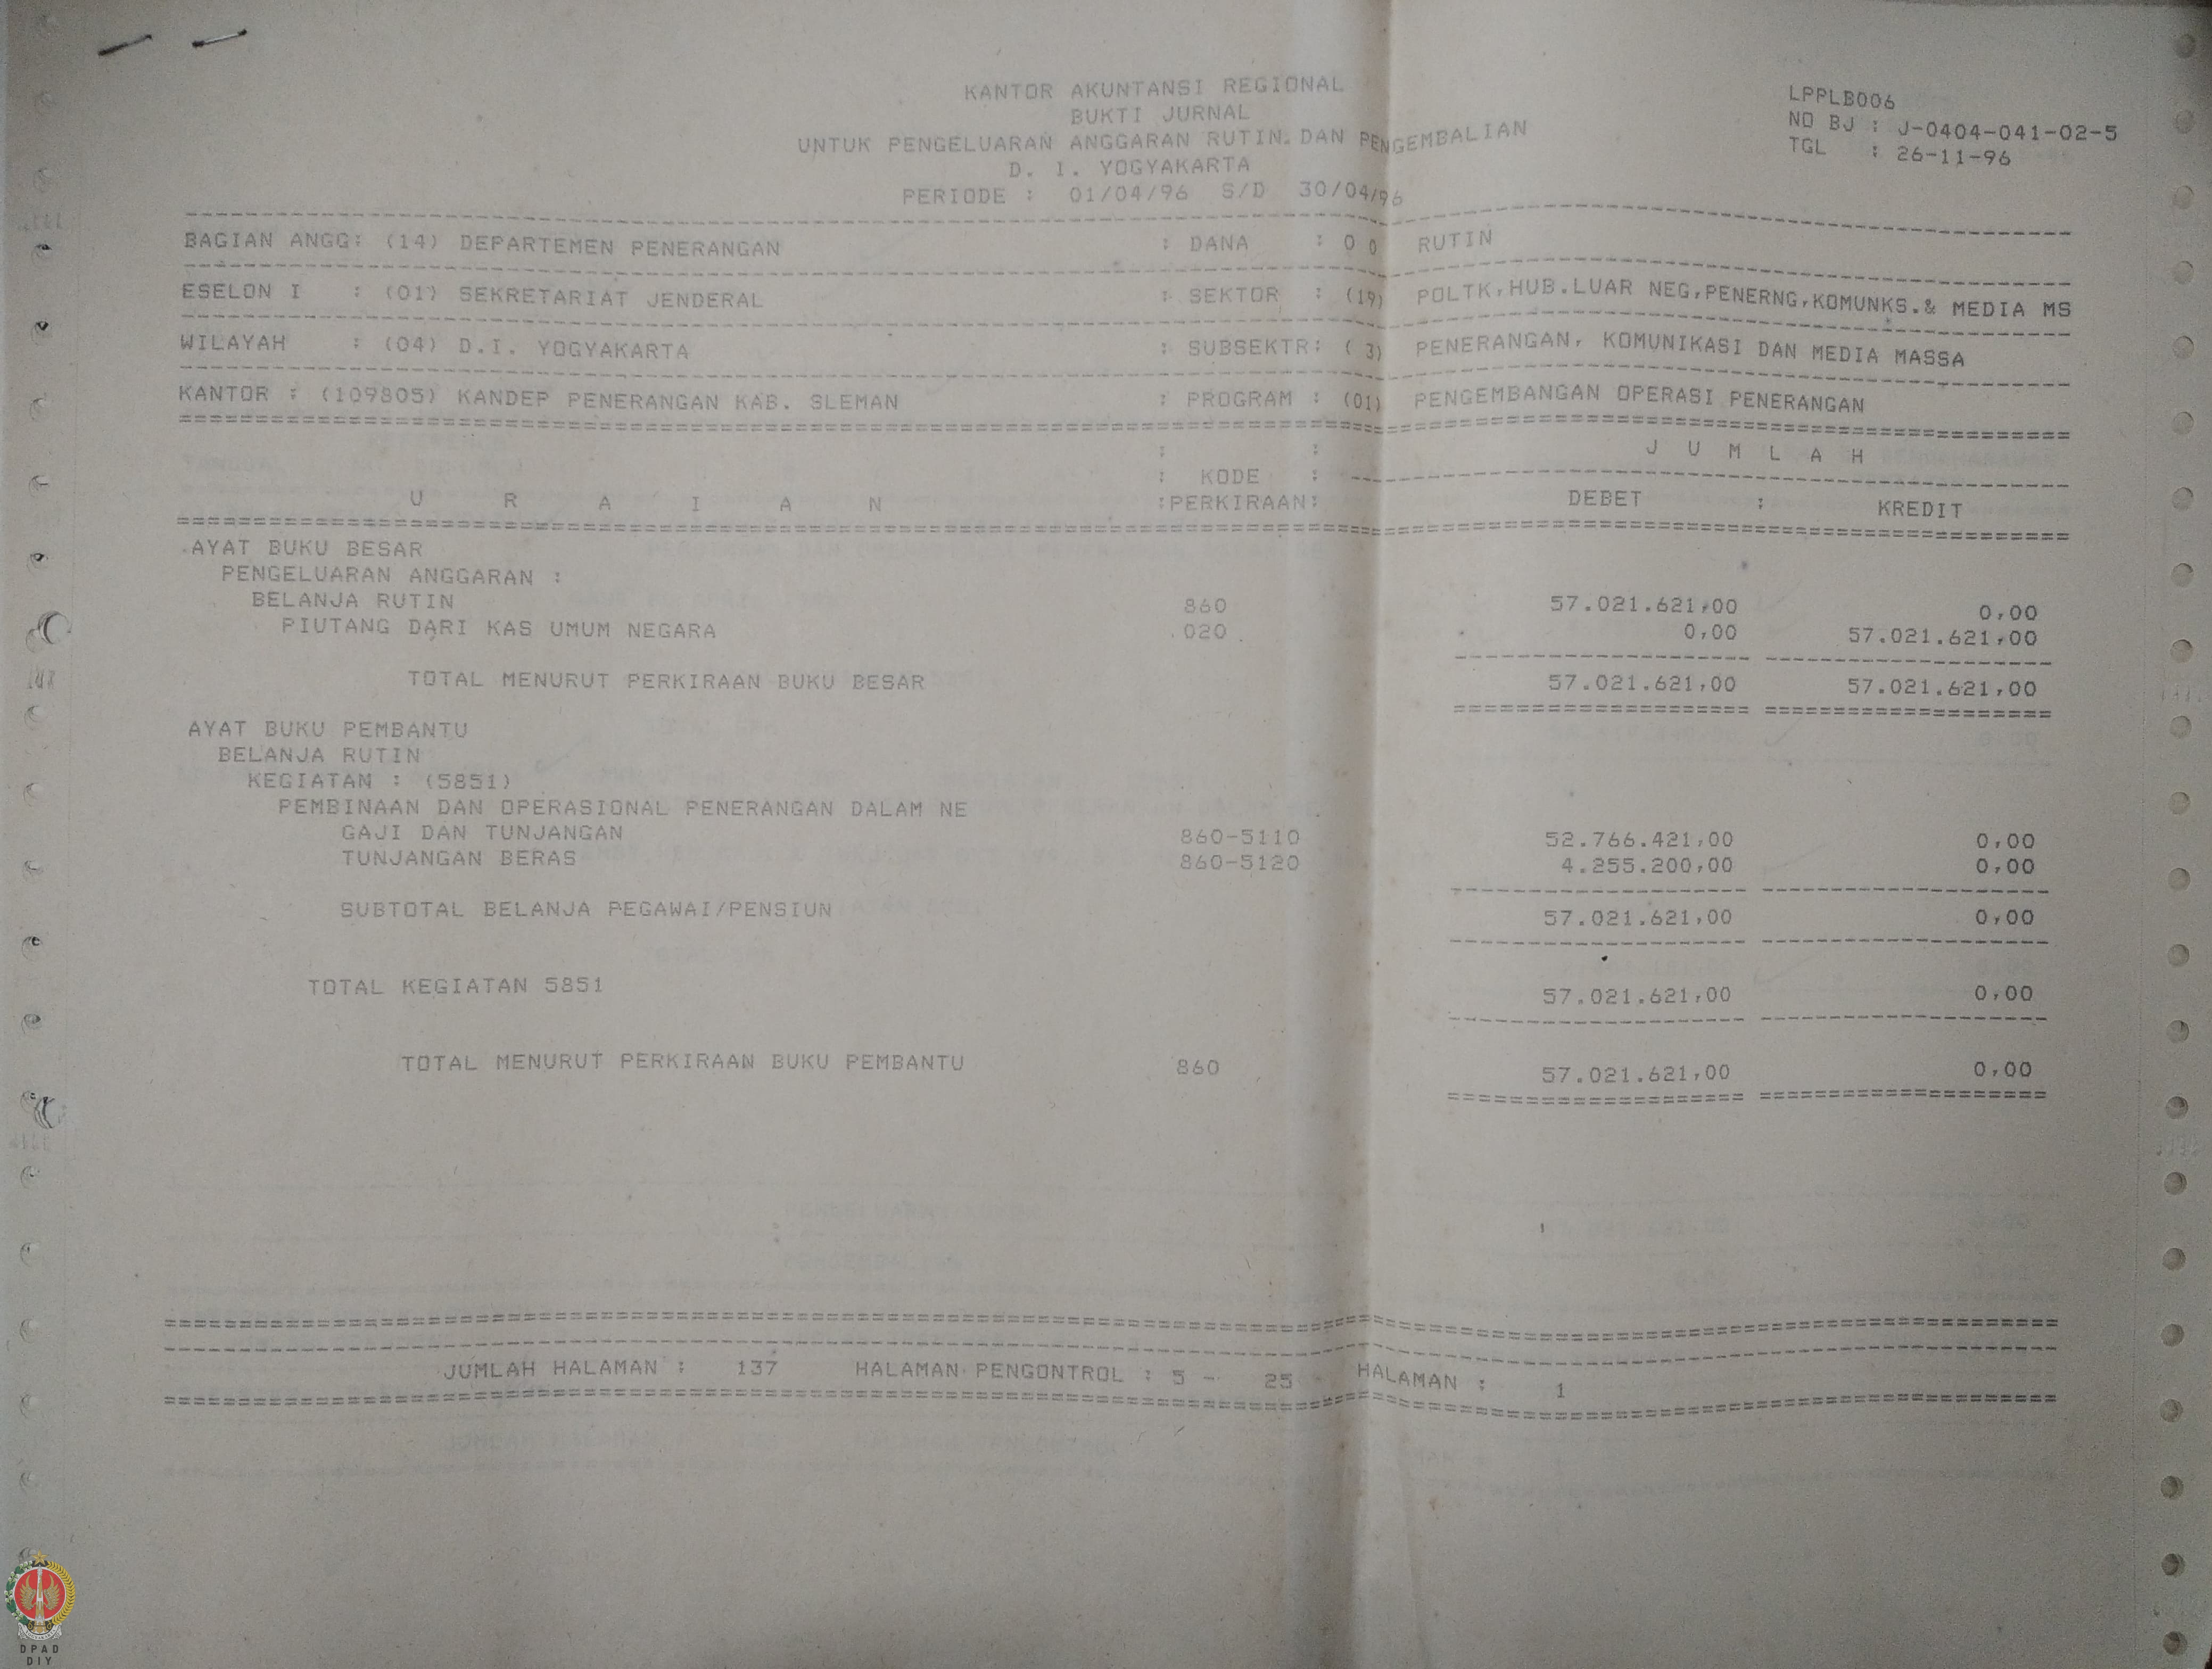 KANTOR AKUNTANSI REGIONAL
BUKTI JURNAL
UNTUK PENGELUARAN ANGGARAN RUTIN. DAN PENGEMBALIAN
D. I. YOGYAKARTA
PERIODE : 01/04/96 S/D 30/04/96
LPPLB006
NO BJ : J-0404-041-02-5
TGL : 26-11-96
BAGIAN ANGG: (14) DEPARTEMEN PENERANGAN : DANA : 0 0 RUTIN
ESELON I : (01) SEKRETARIAT JENDERAL : SEKTOR : (19) POLTK,HUB.LUAR NEG,PENERNG,KOMUNKS.& MEDIA MS
WILAYAH : (04) D.I. YOGYAKARTA : SUBSEKTR: ( 3) PENERANGAN, KOMUNIKASI DAN MEDIA MASSA
KANTOR : (109805) KANDEP PENERANGAN KAB. SLEMAN : PROGRAM : (01) PENGEMBANGAN OPERASI PENERANGAN
: : J U M L A H
: KODE :
U R A I A N :PERKIRAAN: DEBET : KREDIT
AYAT BUKU BESAR
PENGELUARAN ANGGARAN :
BELANJA RUTIN 860 57.021.621,00 0,00
PIUTANG DARI KAS UMUM NEGARA 020 0,00 57.021.621,00
TOTAL MENURUT PERKIRAAN BUKU BESAR 57.021.621,00 57.021.621,00
AYAT BUKU PEMBANTU
BELANJA RUTIN
KEGIATAN : (5851)
PEMBINAAN DAN OPERASIONAL PENERANGAN DALAM NE
GAJI DAN TUNJANGAN 860-5110 52.766.421,00 0,00
TUNJANGAN BERAS 860-5120 4.255.200,00 0,00
SUBTOTAL BELANJA PEGAWAI/PENSIUN 57.021.621,00 0,00
TOTAL KEGIATAN 5851 57.021.621,00 0,00
TOTAL MENURUT PERKIRAAN BUKU PEMBANTU 860 57.021.621,00 0,00
JUMLAH HALAMAN : 137 HALAMAN PENGONTROL : 5 - 25 HALAMAN : 1
DPAD
DIY